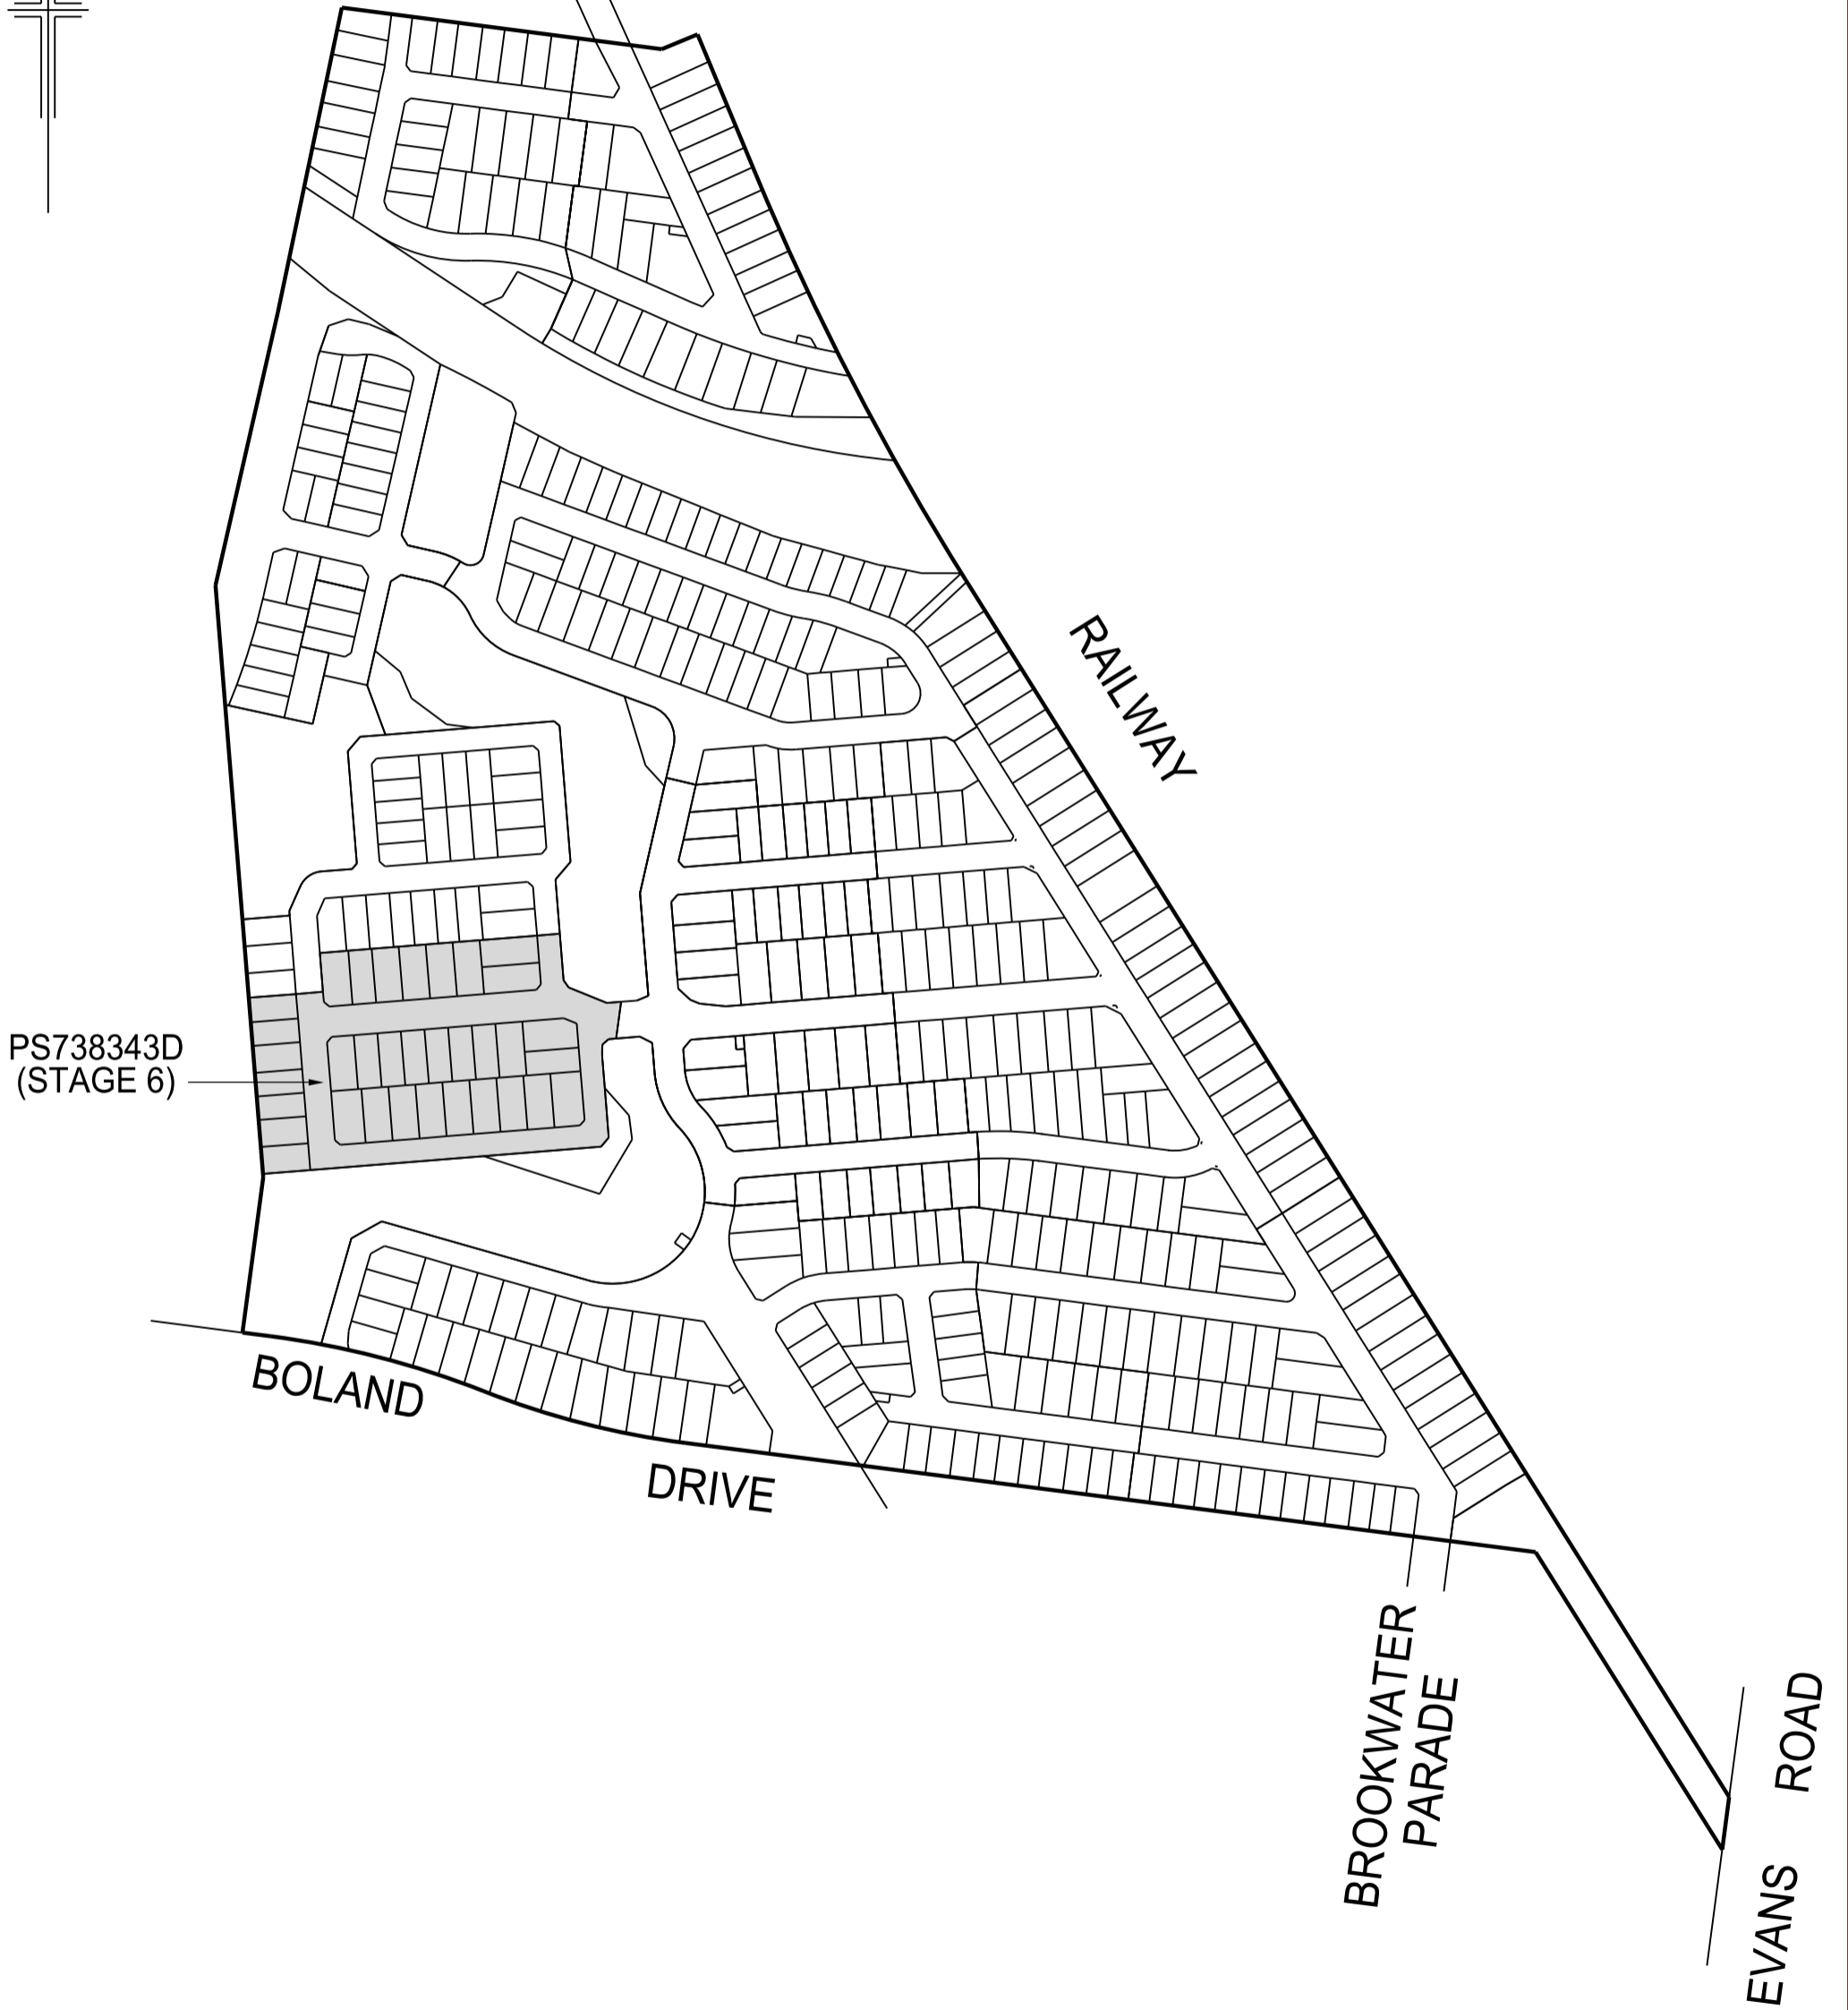 RAILWAY
PS738343D
(STAGE 6)
BOLAND DRIVE
BROOKWATER
PARADE
EVANS ROAD